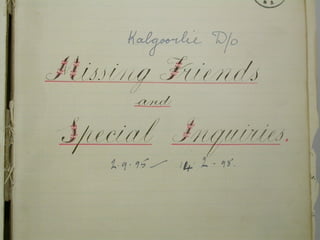 Kalgoorlie D/o
Missing Friends
and
Special Inquiries.
2-9-95 — 14 2-98.